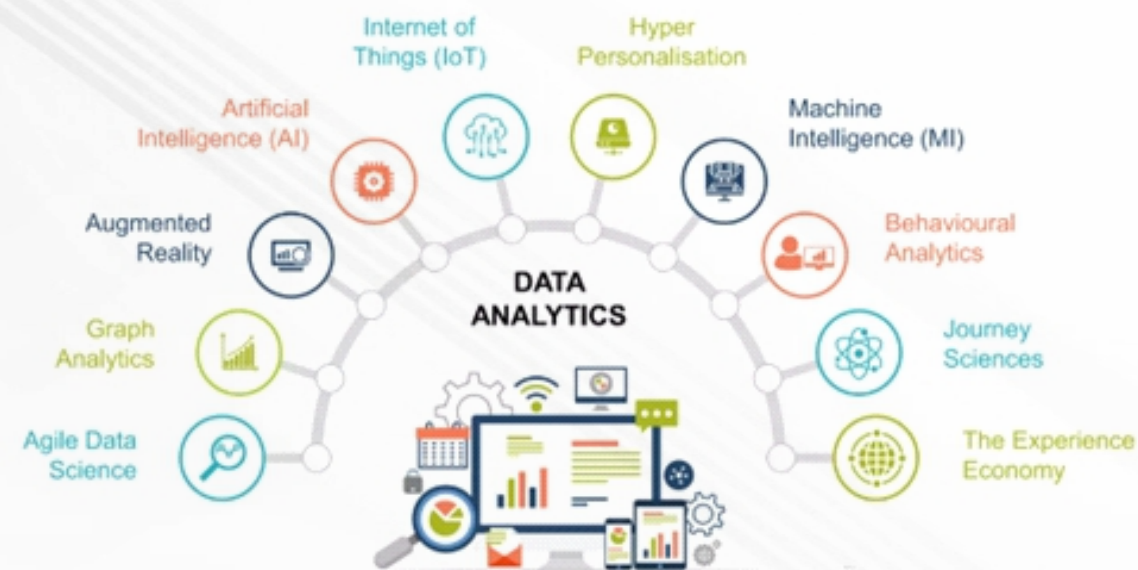 Internet of
Things (IoT)
Hyper
Personalisation
Artificial
Intelligence (AI)
Machine
Intelligence (MI)
Augmented
Reality
Behavioural
Analytics
DATA
ANALYTICS
Graph
Analytics
Journey
Sciences
Agile Data
Science
The Experience
Economy